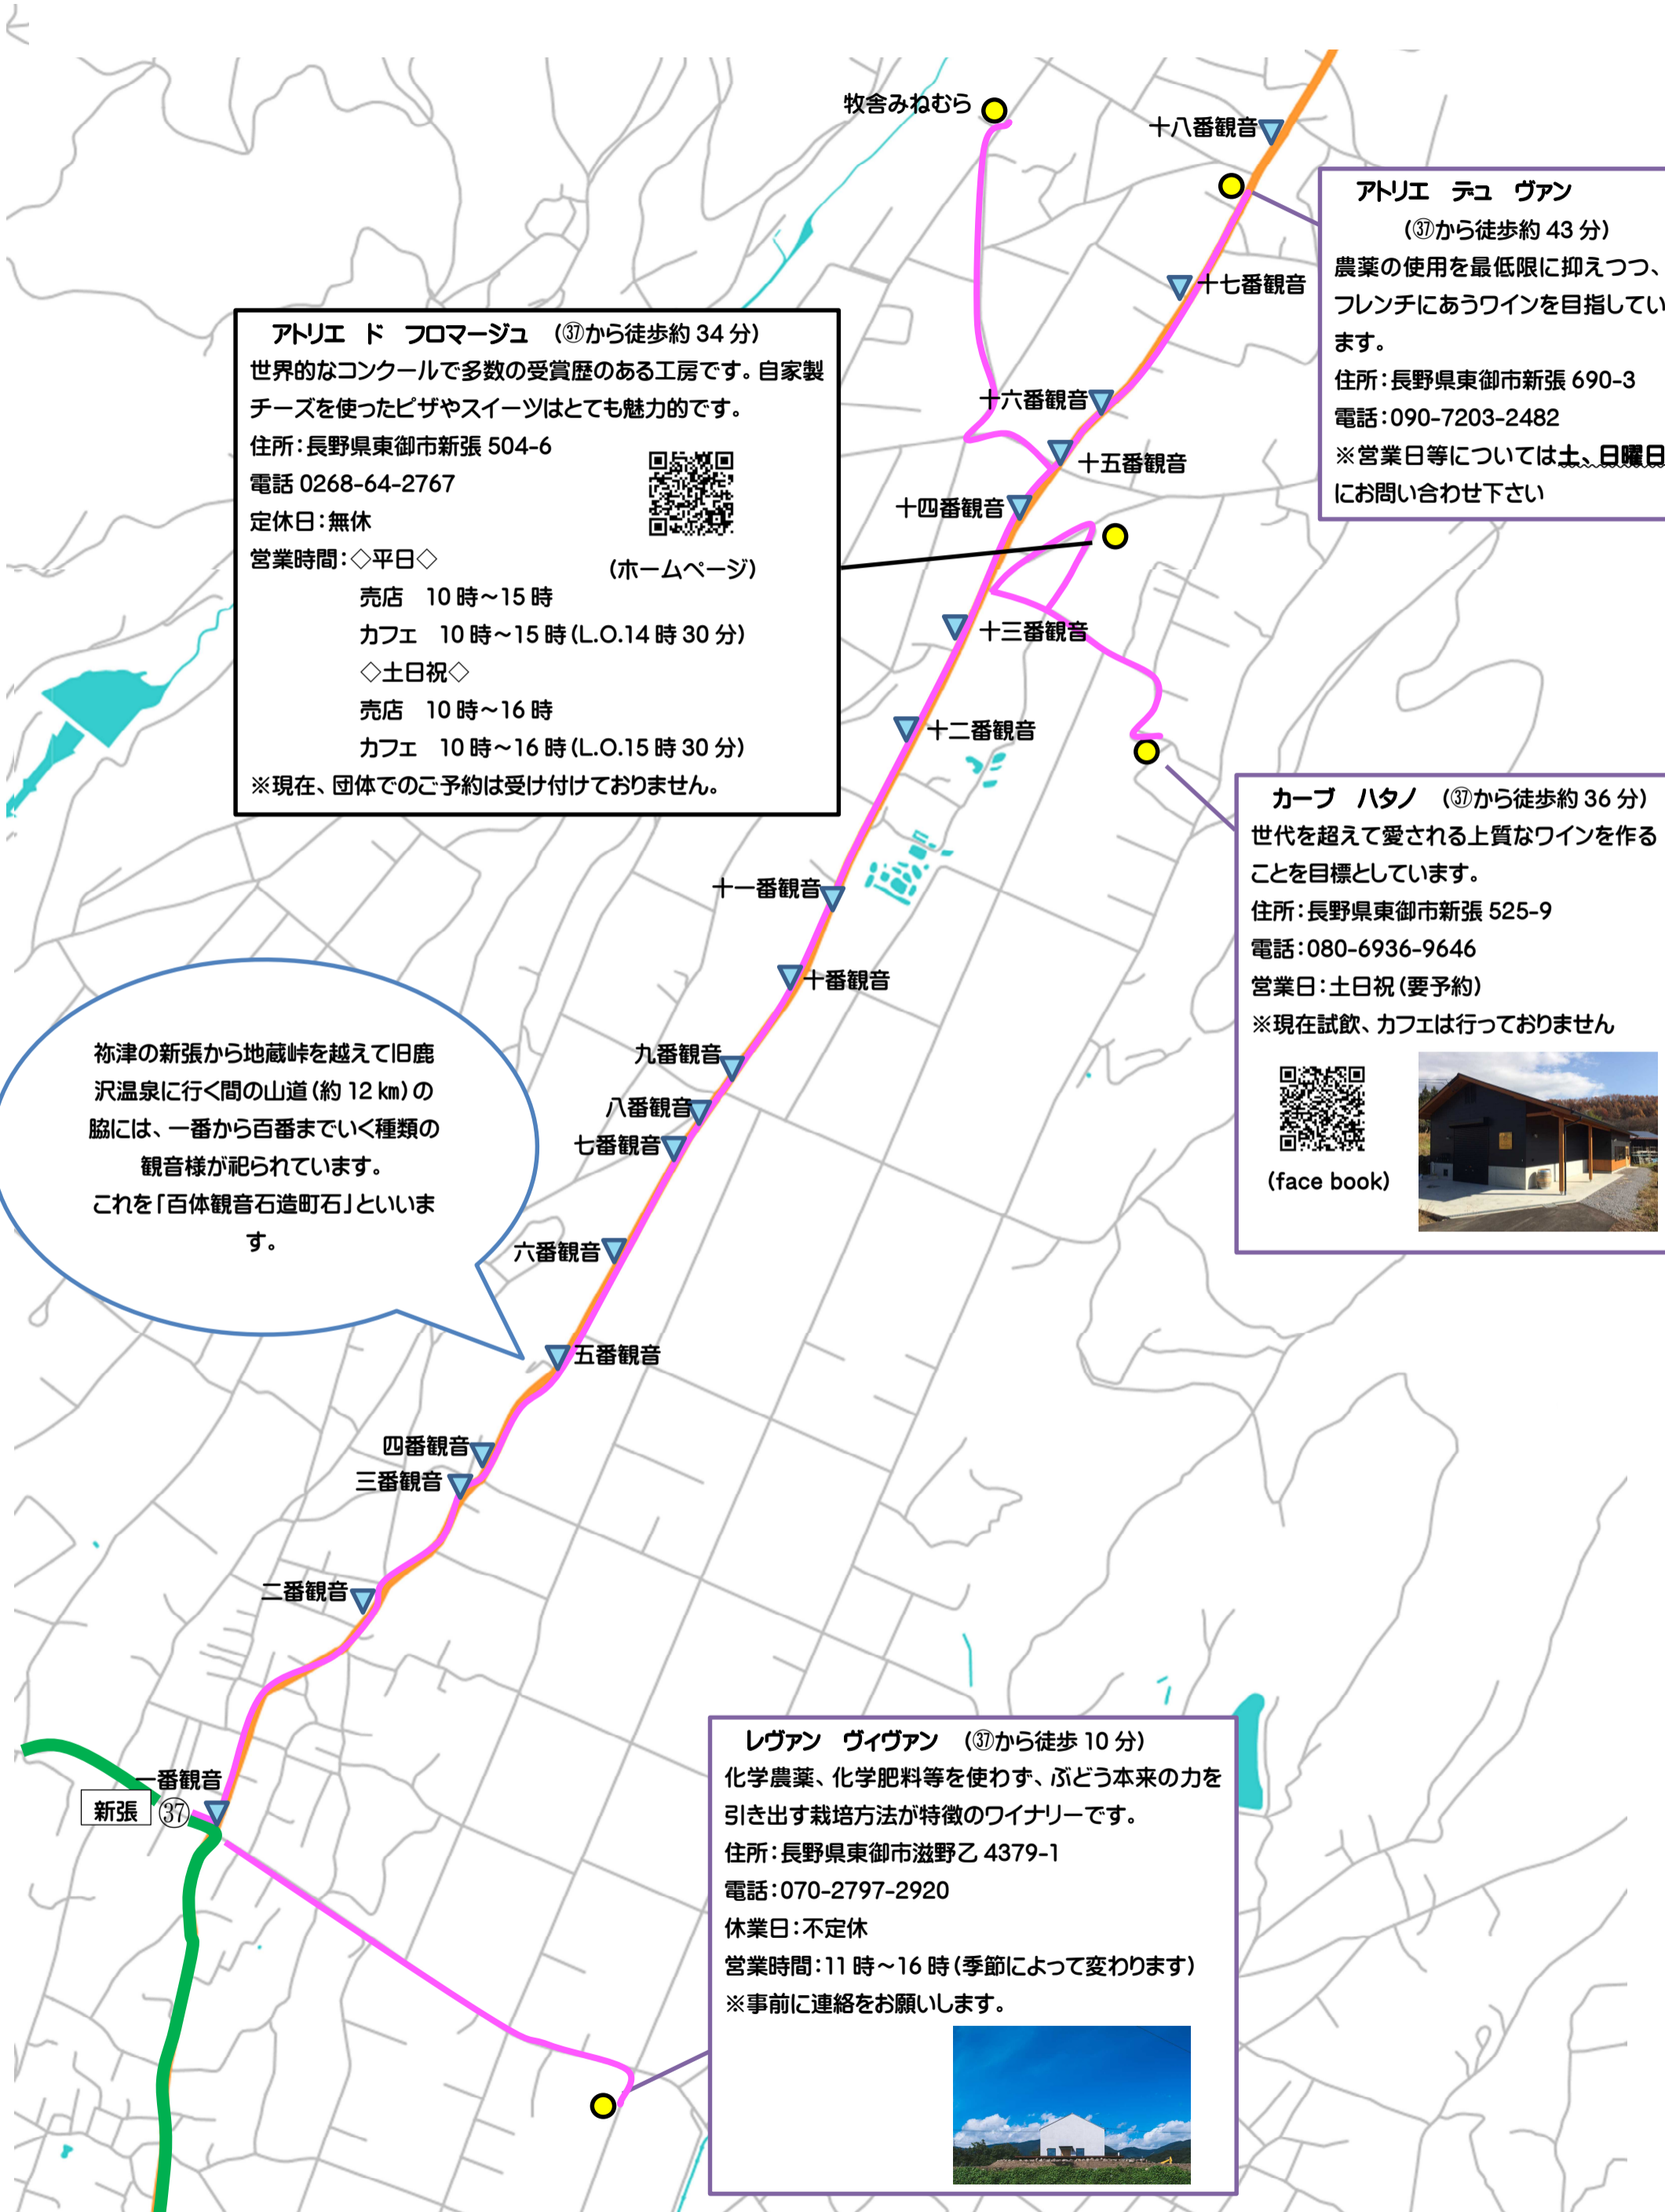 牧舎みねむら
十八番観音
アトリエ　デュ　ヴァン
(㊲から徒歩約 43 分)
農薬の使用を最低限に抑えつつ、
フレンチにあうワインを目指してい
ます。
住所:長野県東御市新張 690-3
電話:090-7203-2482
※営業日等については土、日曜日
にお問い合わせ下さい
十七番観音
アトリエ　ド　フロマージュ　(㊲から徒歩約 34 分)
世界的なコンクールで多数の受賞歴のある工房です。自家製
チーズを使ったピザやスイーツはとても魅力的です。
住所:長野県東御市新張 504-6
電話 0268-64-2767
定休日:無休
営業時間:◇平日◇
(ホームページ)
売店　10 時～15 時
カフェ　10 時～15 時(L.O.14 時 30 分)
◇土日祝◇
売店　10 時～16 時
カフェ　10 時～16 時(L.O.15 時 30 分)
※現在、団体でのご予約は受け付けておりません。
十六番観音
十五番観音
十四番観音
十三番観音
十二番観音
カーブ　ハタノ　(㊲から徒歩約 36 分)
世代を超えて愛される上質なワインを作る
ことを目標としています。
住所:長野県東御市新張 525-9
電話:080-6936-9646
営業日:土日祝(要予約)
※現在試飲、カフェは行っておりません
(face book)
十一番観音
十番観音
九番観音
八番観音
七番観音
祢津の新張から地蔵峠を越えて旧鹿
沢温泉に行く間の山道(約 12 ㎞)の
脇には、一番から百番までいく種類の
観音様が祀られています。
これを「百体観音石造町石」といいま
す。
六番観音
五番観音
四番観音
三番観音
二番観音
一番観音
新張 ㊲
レヴァン　ヴィヴァン　(㊲から徒歩 10 分)
化学農薬、化学肥料等を使わず、ぶどう本来の力を
引き出す栽培方法が特徴のワイナリーです。
住所:長野県東御市滋野乙 4379-1
電話:070-2797-2920
休業日:不定休
営業時間:11 時～16 時(季節によって変わります)
※事前に連絡をお願いします。